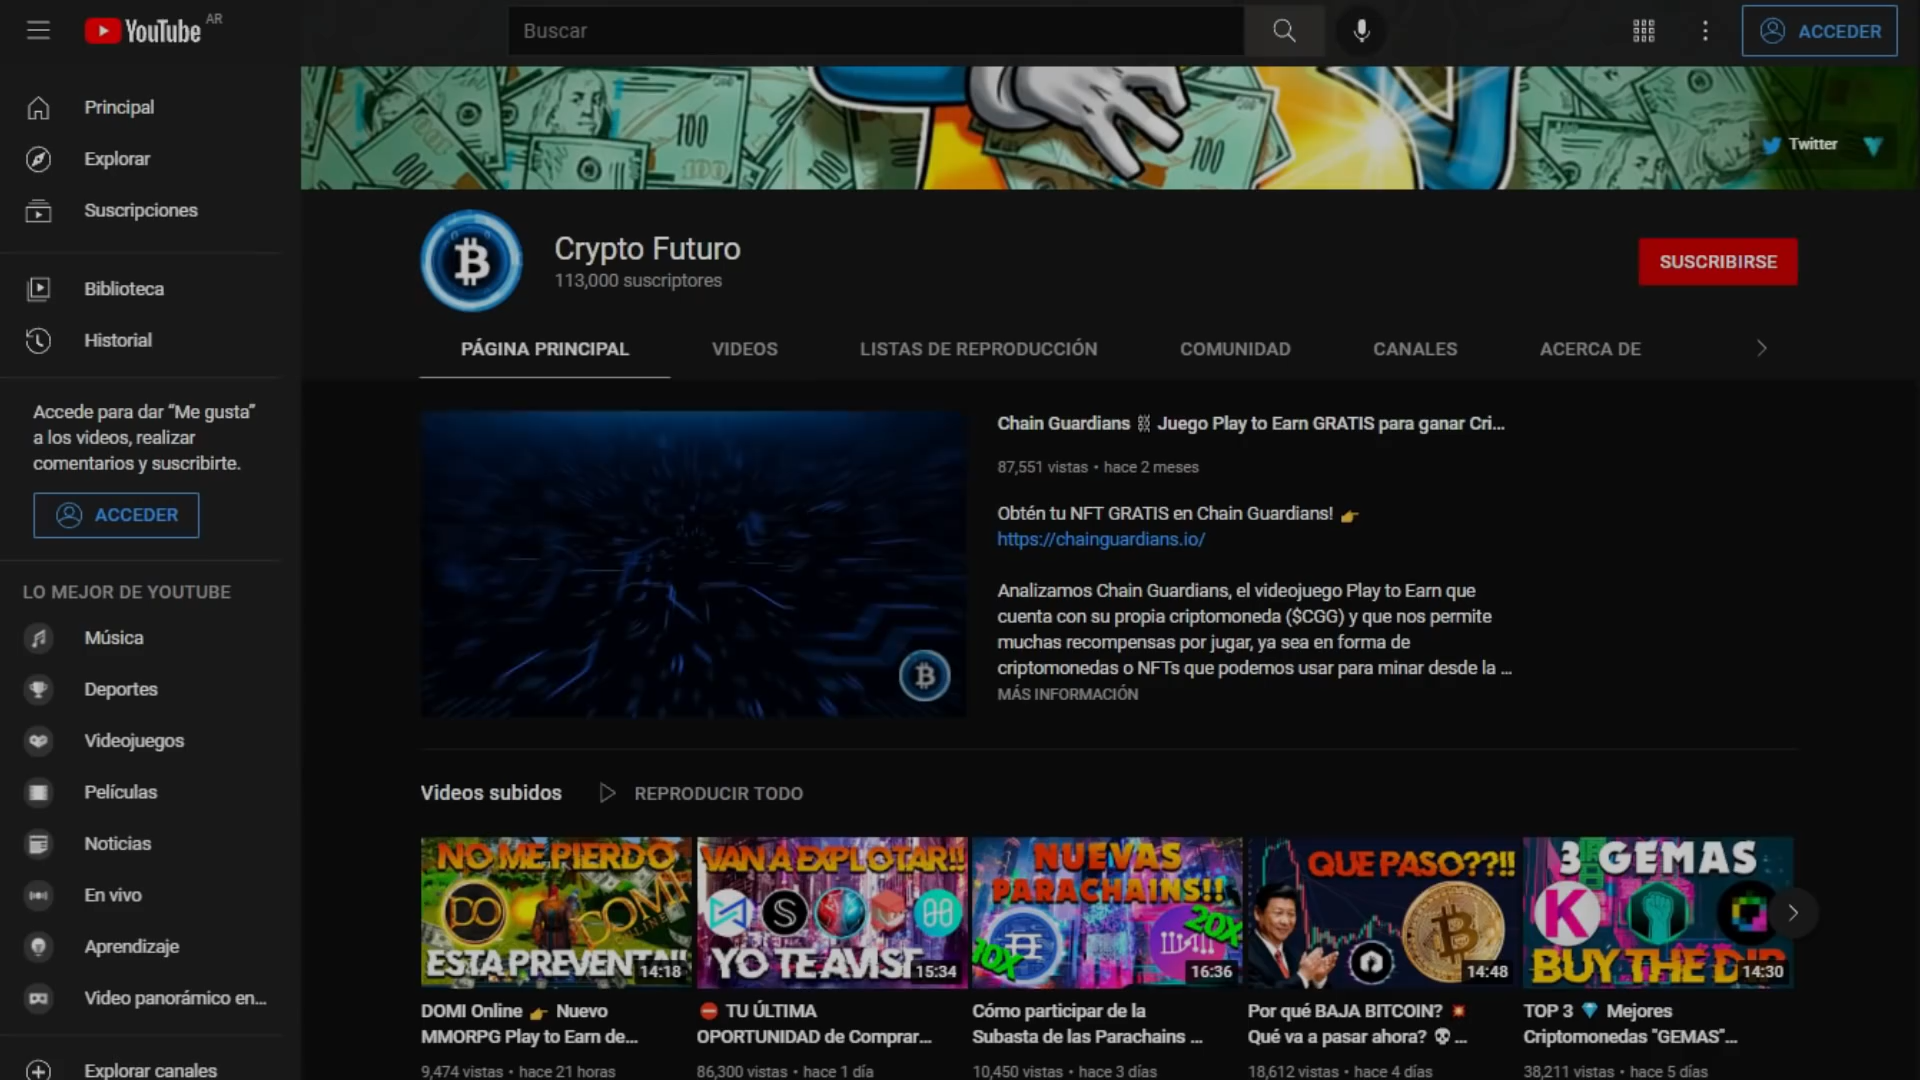 YouTube AR
Buscar
ACCEDER
Principal
Explorar
Suscripciones
Biblioteca
Historial
Accede para dar “Me gusta”
a los videos, realizar
comentarios y suscribirte.
ACCEDER
LO MEJOR DE YOUTUBE
Música
Deportes
Videojuegos
Películas
Noticias
En vivo
Aprendizaje
Video panorámico en...
Explorar canales
100
100
100
Twitter
Crypto Futuro
113,000 suscriptores
SUSCRIBIRSE
PÁGINA PRINCIPAL
VIDEOS
LISTAS DE REPRODUCCIÓN
COMUNIDAD
CANALES
ACERCA DE
Chain Guardians ⛓ Juego Play to Earn GRATIS para ganar Cri...
87,551 vistas • hace 2 meses
Obtén tu NFT GRATIS en Chain Guardians! 👉
https://chainguardians.io/
Analizamos Chain Guardians, el videojuego Play to Earn que
cuenta con su propia criptomoneda ($CGG) y que nos permite
muchas recompensas por jugar, ya sea en forma de
criptomonedas o NFTs que podemos usar para minar desde la ...
MÁS INFORMACIÓN
Videos subidos
REPRODUCIR TODO
NO ME PIERDO
DO
DOMI
ONLINE
ESTA PREVENTA
14:18
DOMI Online 👉 Nuevo
MMORPG Play to Earn de...
9,474 vistas • hace 21 horas
VAN A EXPLOTAR!!
YO TE AVISE
15:34
⛔ TU ÚLTIMA
OPORTUNIDAD de Comprar...
86,300 vistas • hace 1 día
NUEVAS
PARACHAINS!!
20X
10X
16:36
Cómo participar de la
Subasta de las Parachains ...
10,450 vistas • hace 3 días
QUE PASO??!!
14:48
Por qué BAJA BITCOIN? 💥
Qué va a pasar ahora? 💀 ...
18,612 vistas • hace 4 días
3 GEMAS
K
BUY THE DIP
14:30
TOP 3 💎 Mejores
Criptomonedas "GEMAS"...
38,211 vistas • hace 5 días